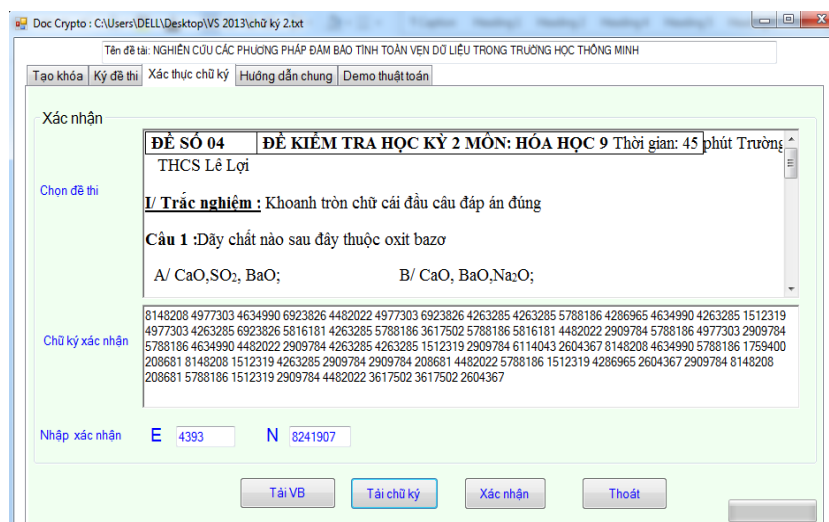 Doc Crypto : C:\Users\DELL\Desktop\VS 2013\chữ ký 2.txt
Tên đề tài: NGHIÊN CỨU CÁC PHƯƠNG PHÁP ĐẢM BẢO TÍNH TOÀN VẸN DỮ LIỆU TRONG TRƯỜNG HỌC THÔNG MINH
Tạo khóa Ký đề thi Xác thực chữ ký Hướng dẫn chung Demo thuật toán
Xác nhận
ĐỀ SỐ 04 ĐỀ KIỂM TRA HỌC KỲ 2 MÔN: HÓA HỌC 9 Thời gian: 45 phút Trường
THCS Lê Lợi
Chọn đề thi
I/ Trắc nghiệm : Khoanh tròn chữ cái đầu câu đáp án đúng
Câu 1 :Dãy chất nào sau đây thuộc oxit bazơ
A/ CaO,SO2, BaO; B/ CaO, BaO,Na2O;
8148208 4977303 4634990 6923826 4482022 4977303 6923826 4263285 4263285 5788186 4286965 4634990 4263285 1512319
4977303 4263285 6923826 5816181 4263285 5788186 3617502 5788186 5816181 4482022 2909784 5788186 4977303 2909784
Chữ ký xác nhận
5788186 4634990 4482022 2909784 4263285 4263285 1512319 2909784 6114043 2604367 8148208 4634990 5788186 1759400
208681 8148208 1512319 4263285 2909784 2909784 208681 4482022 5788186 1512319 4286965 2604367 2909784 8148208
208681 5788186 1512319 2909784 4482022 3617502 3617502 2604367
Nhập xác nhận E 4393 N 8241907
Tải VB Tải chữ ký Xác nhận Thoát